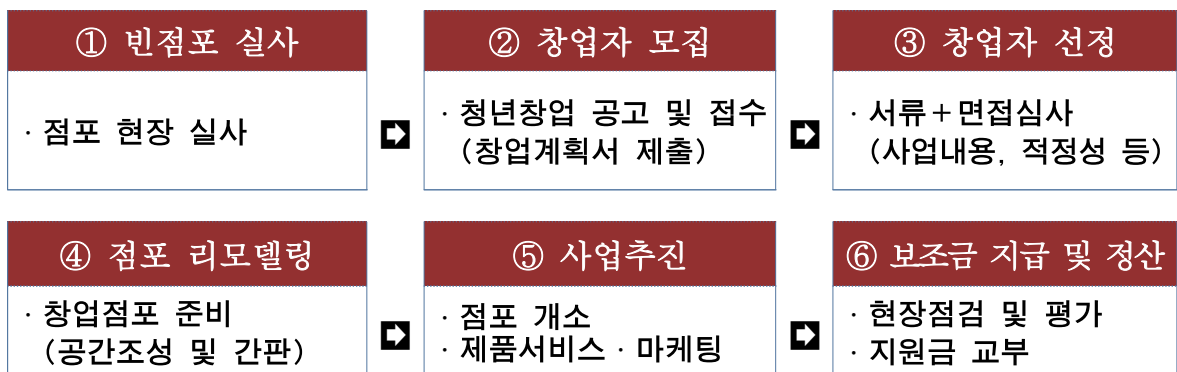 ① 빈점포 실사
· 점포 현장 실사
② 창업자 모집
· 청년창업 공고 및 접수
(창업계획서 제출)
③ 창업자 선정
· 서류+면접심사
(사업내용, 적정성 등)
④ 점포 리모델링
· 창업점포 준비
(공간조성 및 간판)
⑤ 사업추진
· 점포 개소
· 제품서비스 · 마케팅
⑥ 보조금 지급 및 정산
· 현장점검 및 평가
· 지원금 교부